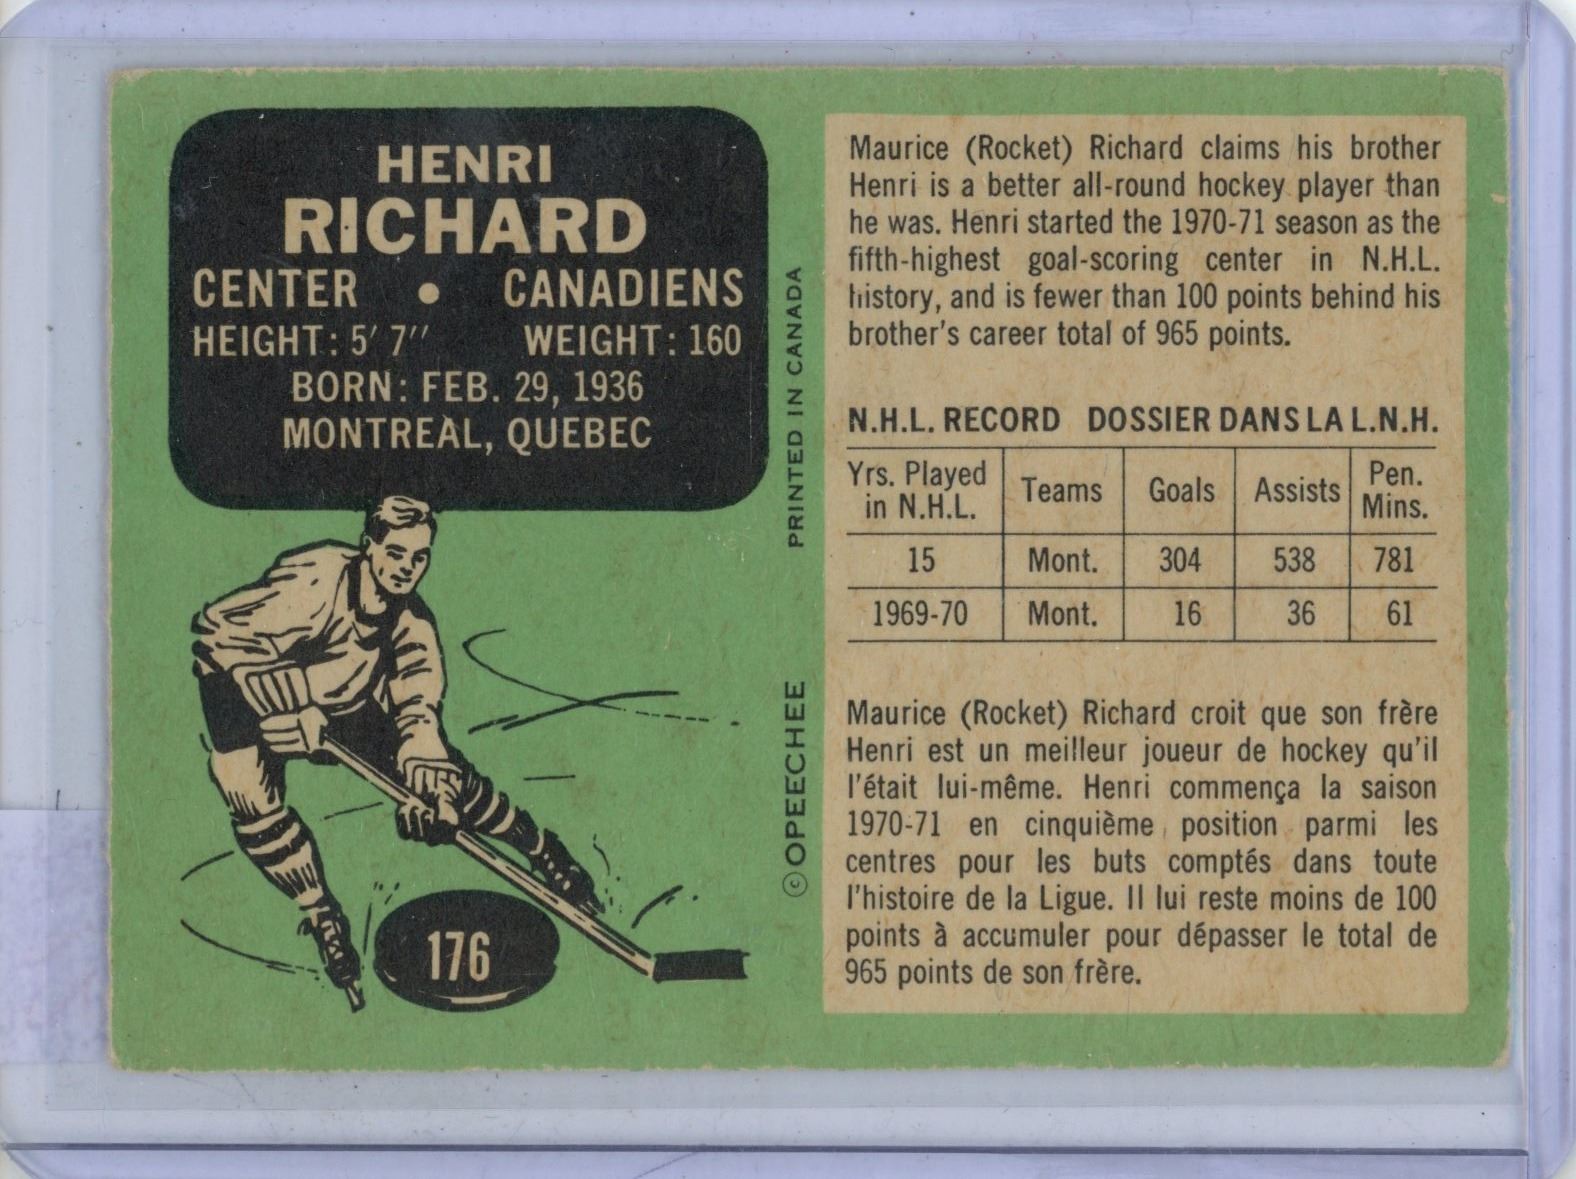 HENRI
RICHARD
CENTER • CANADIENS
HEIGHT: 5' 7" WEIGHT: 160
BORN: FEB. 29, 1936
MONTREAL, QUEBEC
176
© OPEECHEE PRINTED IN CANADA
Maurice (Rocket) Richard claims his brother
Henri is a better all-round hockey player than
he was. Henri started the 1970-71 season as the
fifth-highest goal-scoring center in N.H.L.
history, and is fewer than 100 points behind his
brother's career total of 965 points.
N.H.L. RECORD DOSSIER DANS LA L.N.H.
Yrs. Played in N.H.L. Teams Goals Assists Pen. Mins.
15 Mont. 304 538 781
1969-70 Mont. 16 36 61
Maurice (Rocket) Richard croit que son frère
Henri est un meilleur joueur de hockey qu'il
l'était lui-même. Henri commença la saison
1970-71 en cinquième position parmi les
centres pour les buts comptés dans toute
l'histoire de la Ligue. Il lui reste moins de 100
points à accumuler pour dépasser le total de
965 points de son frère.